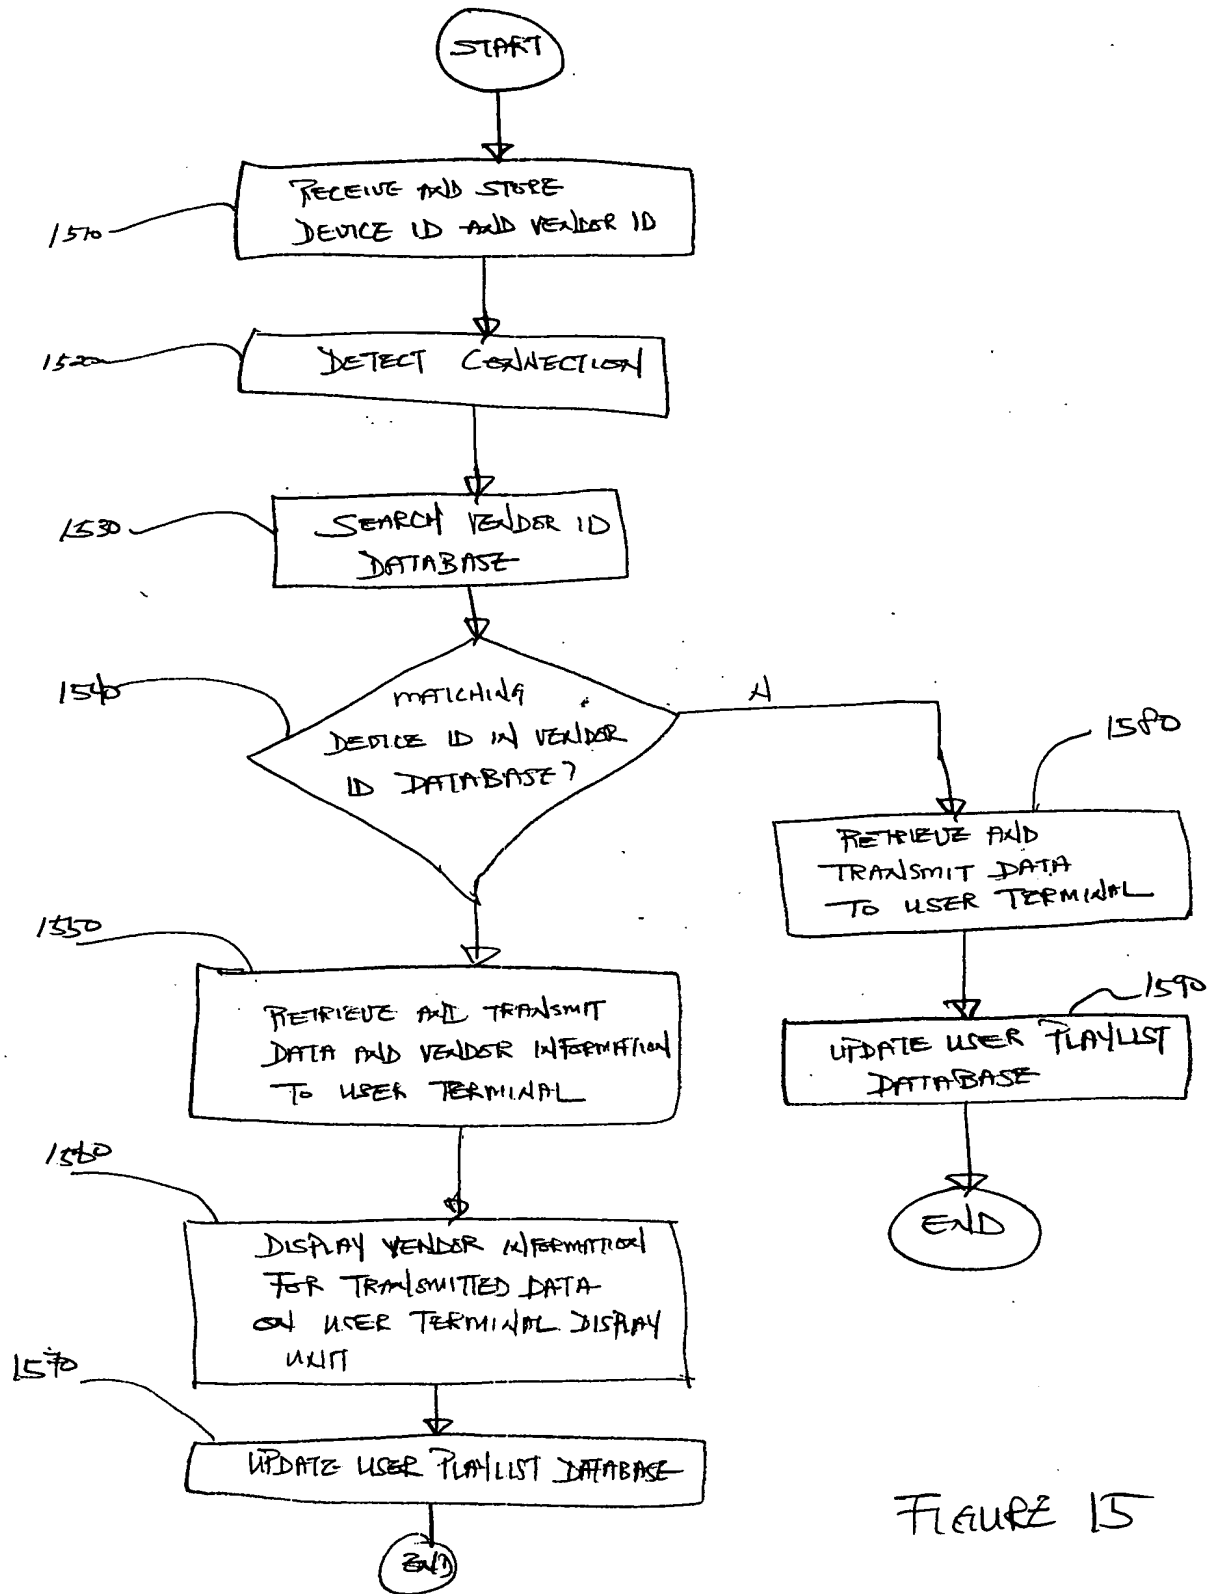 START
RECEIVE AND STORE
DEVICE ID AND VENDOR ID
1510
DETECT CONNECTION
1520
SEARCH VENDOR ID
DATABASE
1530
MATCHING
DEVICE ID IN VENDOR
ID DATABASE?
1540
N
1580
RETRIEVE AND
TRANSMIT DATA
TO USER TERMINAL
1550
RETRIEVE AND TRANSMIT
DATA AND VENDOR INFORMATION
TO USER TERMINAL
1590
UPDATE USER PLAYLIST
DATABASE
END
1560
DISPLAY VENDOR INFORMATION
FOR TRANSMITTED DATA
ON USER TERMINAL DISPLAY
UNIT
1570
UPDATE USER PLAYLIST DATABASE
END
FIGURE 15